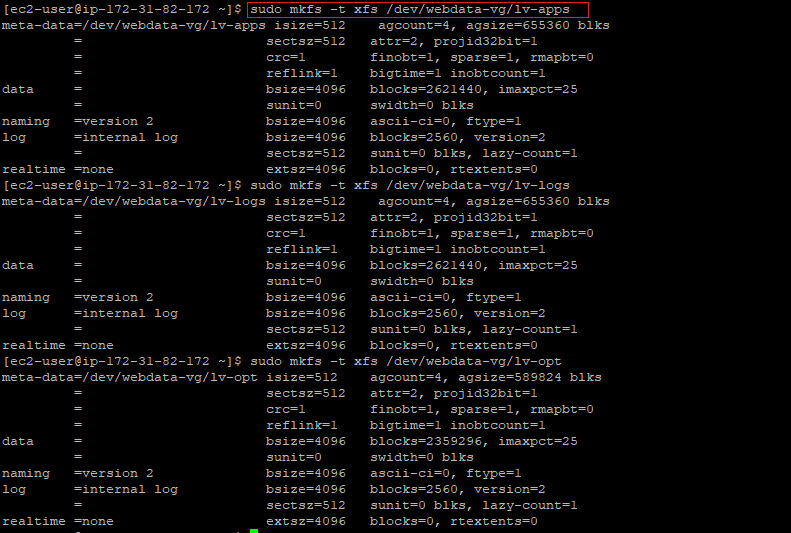 [ec2-user@ip-172-31-82-172 ~]$ sudo mkfs -t xfs /dev/webdata-vg/lv-apps
meta-data=/dev/webdata-vg/lv-apps isize=512    agcount=4, agsize=655360 blks
         =                       sectsz=512   attr=2, projid32bit=1
         =                       crc=1        finobt=1, sparse=1, rmapbt=0
         =                       reflink=1    bigtime=1 inobtcount=1
data     =                       bsize=4096   blocks=2621440, imaxpct=25
         =                       sunit=0      swidth=0 blks
naming   =version 2              bsize=4096   ascii-ci=0, ftype=1
log      =internal log           bsize=4096   blocks=2560, version=2
         =                       sectsz=512   sunit=0 blks, lazy-count=1
realtime =none                   extsz=4096   blocks=0, rtextents=0
[ec2-user@ip-172-31-82-172 ~]$ sudo mkfs -t xfs /dev/webdata-vg/lv-logs
meta-data=/dev/webdata-vg/lv-logs isize=512    agcount=4, agsize=655360 blks
         =                       sectsz=512   attr=2, projid32bit=1
         =                       crc=1        finobt=1, sparse=1, rmapbt=0
         =                       reflink=1    bigtime=1 inobtcount=1
data     =                       bsize=4096   blocks=2621440, imaxpct=25
         =                       sunit=0      swidth=0 blks
naming   =version 2              bsize=4096   ascii-ci=0, ftype=1
log      =internal log           bsize=4096   blocks=2560, version=2
         =                       sectsz=512   sunit=0 blks, lazy-count=1
realtime =none                   extsz=4096   blocks=0, rtextents=0
[ec2-user@ip-172-31-82-172 ~]$ sudo mkfs -t xfs /dev/webdata-vg/lv-opt
meta-data=/dev/webdata-vg/lv-opt isize=512    agcount=4, agsize=589824 blks
         =                       sectsz=512   attr=2, projid32bit=1
         =                       crc=1        finobt=1, sparse=1, rmapbt=0
         =                       reflink=1    bigtime=1 inobtcount=1
data     =                       bsize=4096   blocks=2359296, imaxpct=25
         =                       sunit=0      swidth=0 blks
naming   =version 2              bsize=4096   ascii-ci=0, ftype=1
log      =internal log           bsize=4096   blocks=2560, version=2
         =                       sectsz=512   sunit=0 blks, lazy-count=1
realtime =none                   extsz=4096   blocks=0, rtextents=0